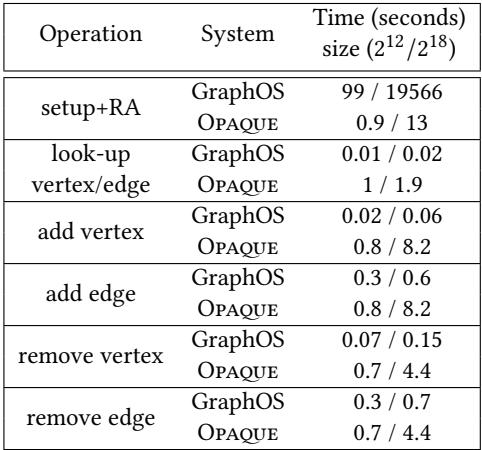 Operation System Time (seconds)
size (2^12/2^18)
setup+RA GraphOS 99 / 19566
OPAQUE 0.9 / 13
look-up GraphOS 0.01 / 0.02
vertex/edge OPAQUE 1 / 1.9
add vertex GraphOS 0.02 / 0.06
OPAQUE 0.8 / 8.2
add edge GraphOS 0.3 / 0.6
OPAQUE 0.8 / 8.2
remove vertex GraphOS 0.07 / 0.15
OPAQUE 0.7 / 4.4
remove edge GraphOS 0.3 / 0.7
OPAQUE 0.7 / 4.4